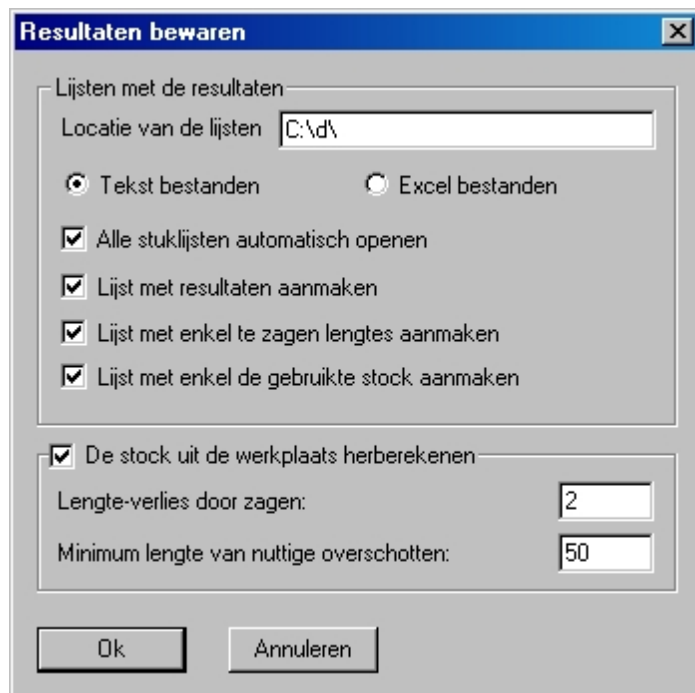 Resultaten bewaren
Lijsten met de resultaten
Locatie van de lijsten C:\d\
Tekst bestanden Excel bestanden
Alle stuklijsten automatisch openen
Lijst met resultaten aanmaken
Lijst met enkel te zagen lengtes aanmaken
Lijst met enkel de gebruikte stock aanmaken
De stock uit de werkplaats herberekenen
Lengte-verlies door zagen: 2
Minimum lengte van nuttige overschotten: 50
Ok Annuleren